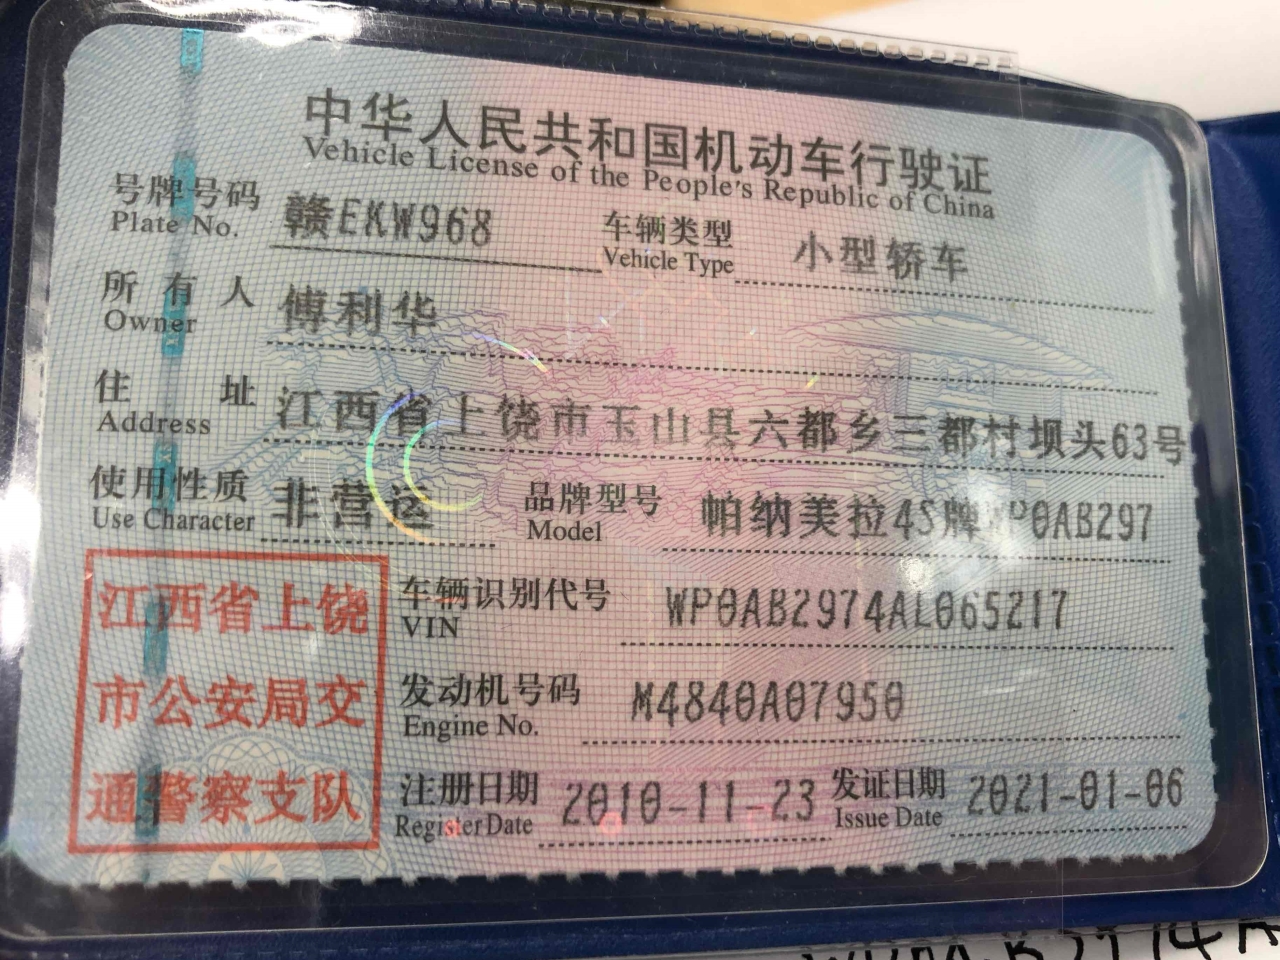 中华人民共和国机动车行驶证
Vehicle License of the People's Republic of China
号牌号码 赣EKW968 车辆类型 小型轿车
Plate No. Vehicle Type
所有人 傅利华
Owner
住址 江西省上饶市玉山县六都乡三都村坝头63号
Address
使用性质 非营运 品牌型号 帕纳美拉4S牌WP0AB297
Use Character Model
江西省上饶
市公安局交
通警察支队
车辆识别代号 WP0AB2974AL065217
VIN
发动机号码 M4840A07950
Engine No.
注册日期 2010-11-23 发证日期 2021-01-06
Register Date Issue Date